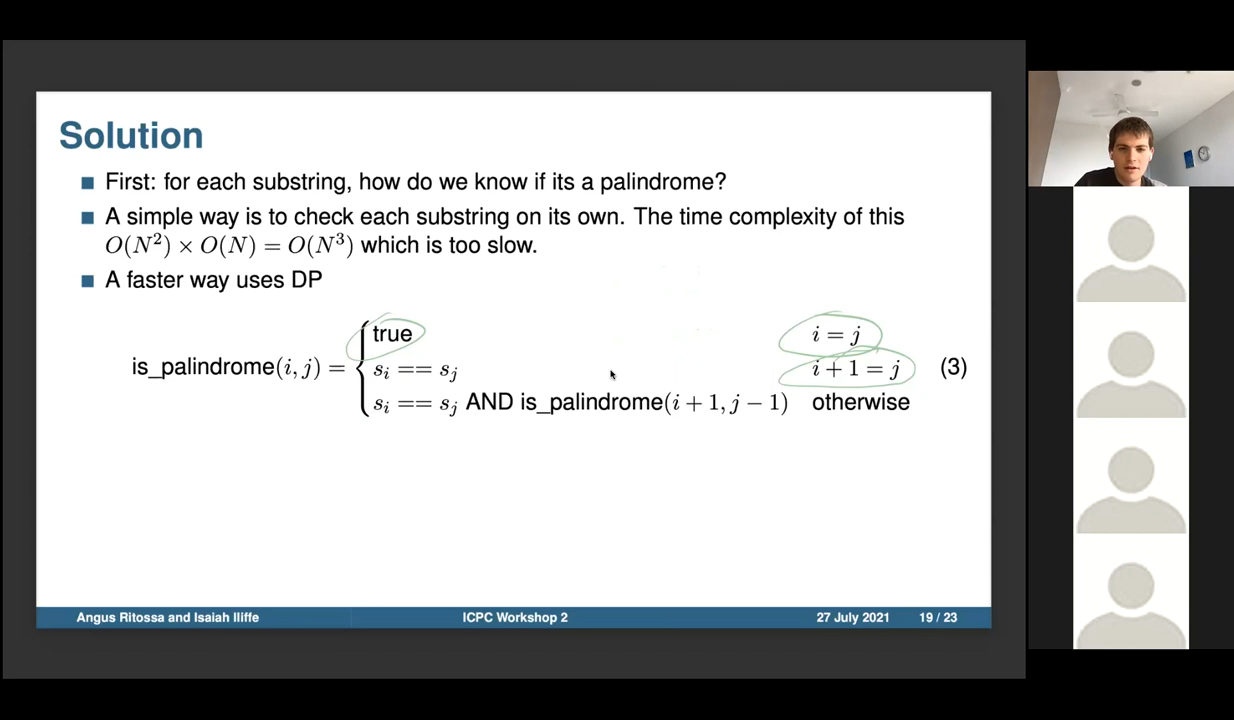 Solution
First: for each substring, how do we know if its a palindrome?
A simple way is to check each substring on its own. The time complexity of this
O(N²) × O(N) = O(N³) which is too slow.
A faster way uses DP
true i = j
is_palindrome(i, j) = { s_i == s_j i + 1 = j (3)
s_i == s_j AND is_palindrome(i + 1, j − 1) otherwise
Angus Ritossa and Isaiah Iliffe ICPC Workshop 2 27 July 2021 19 / 23